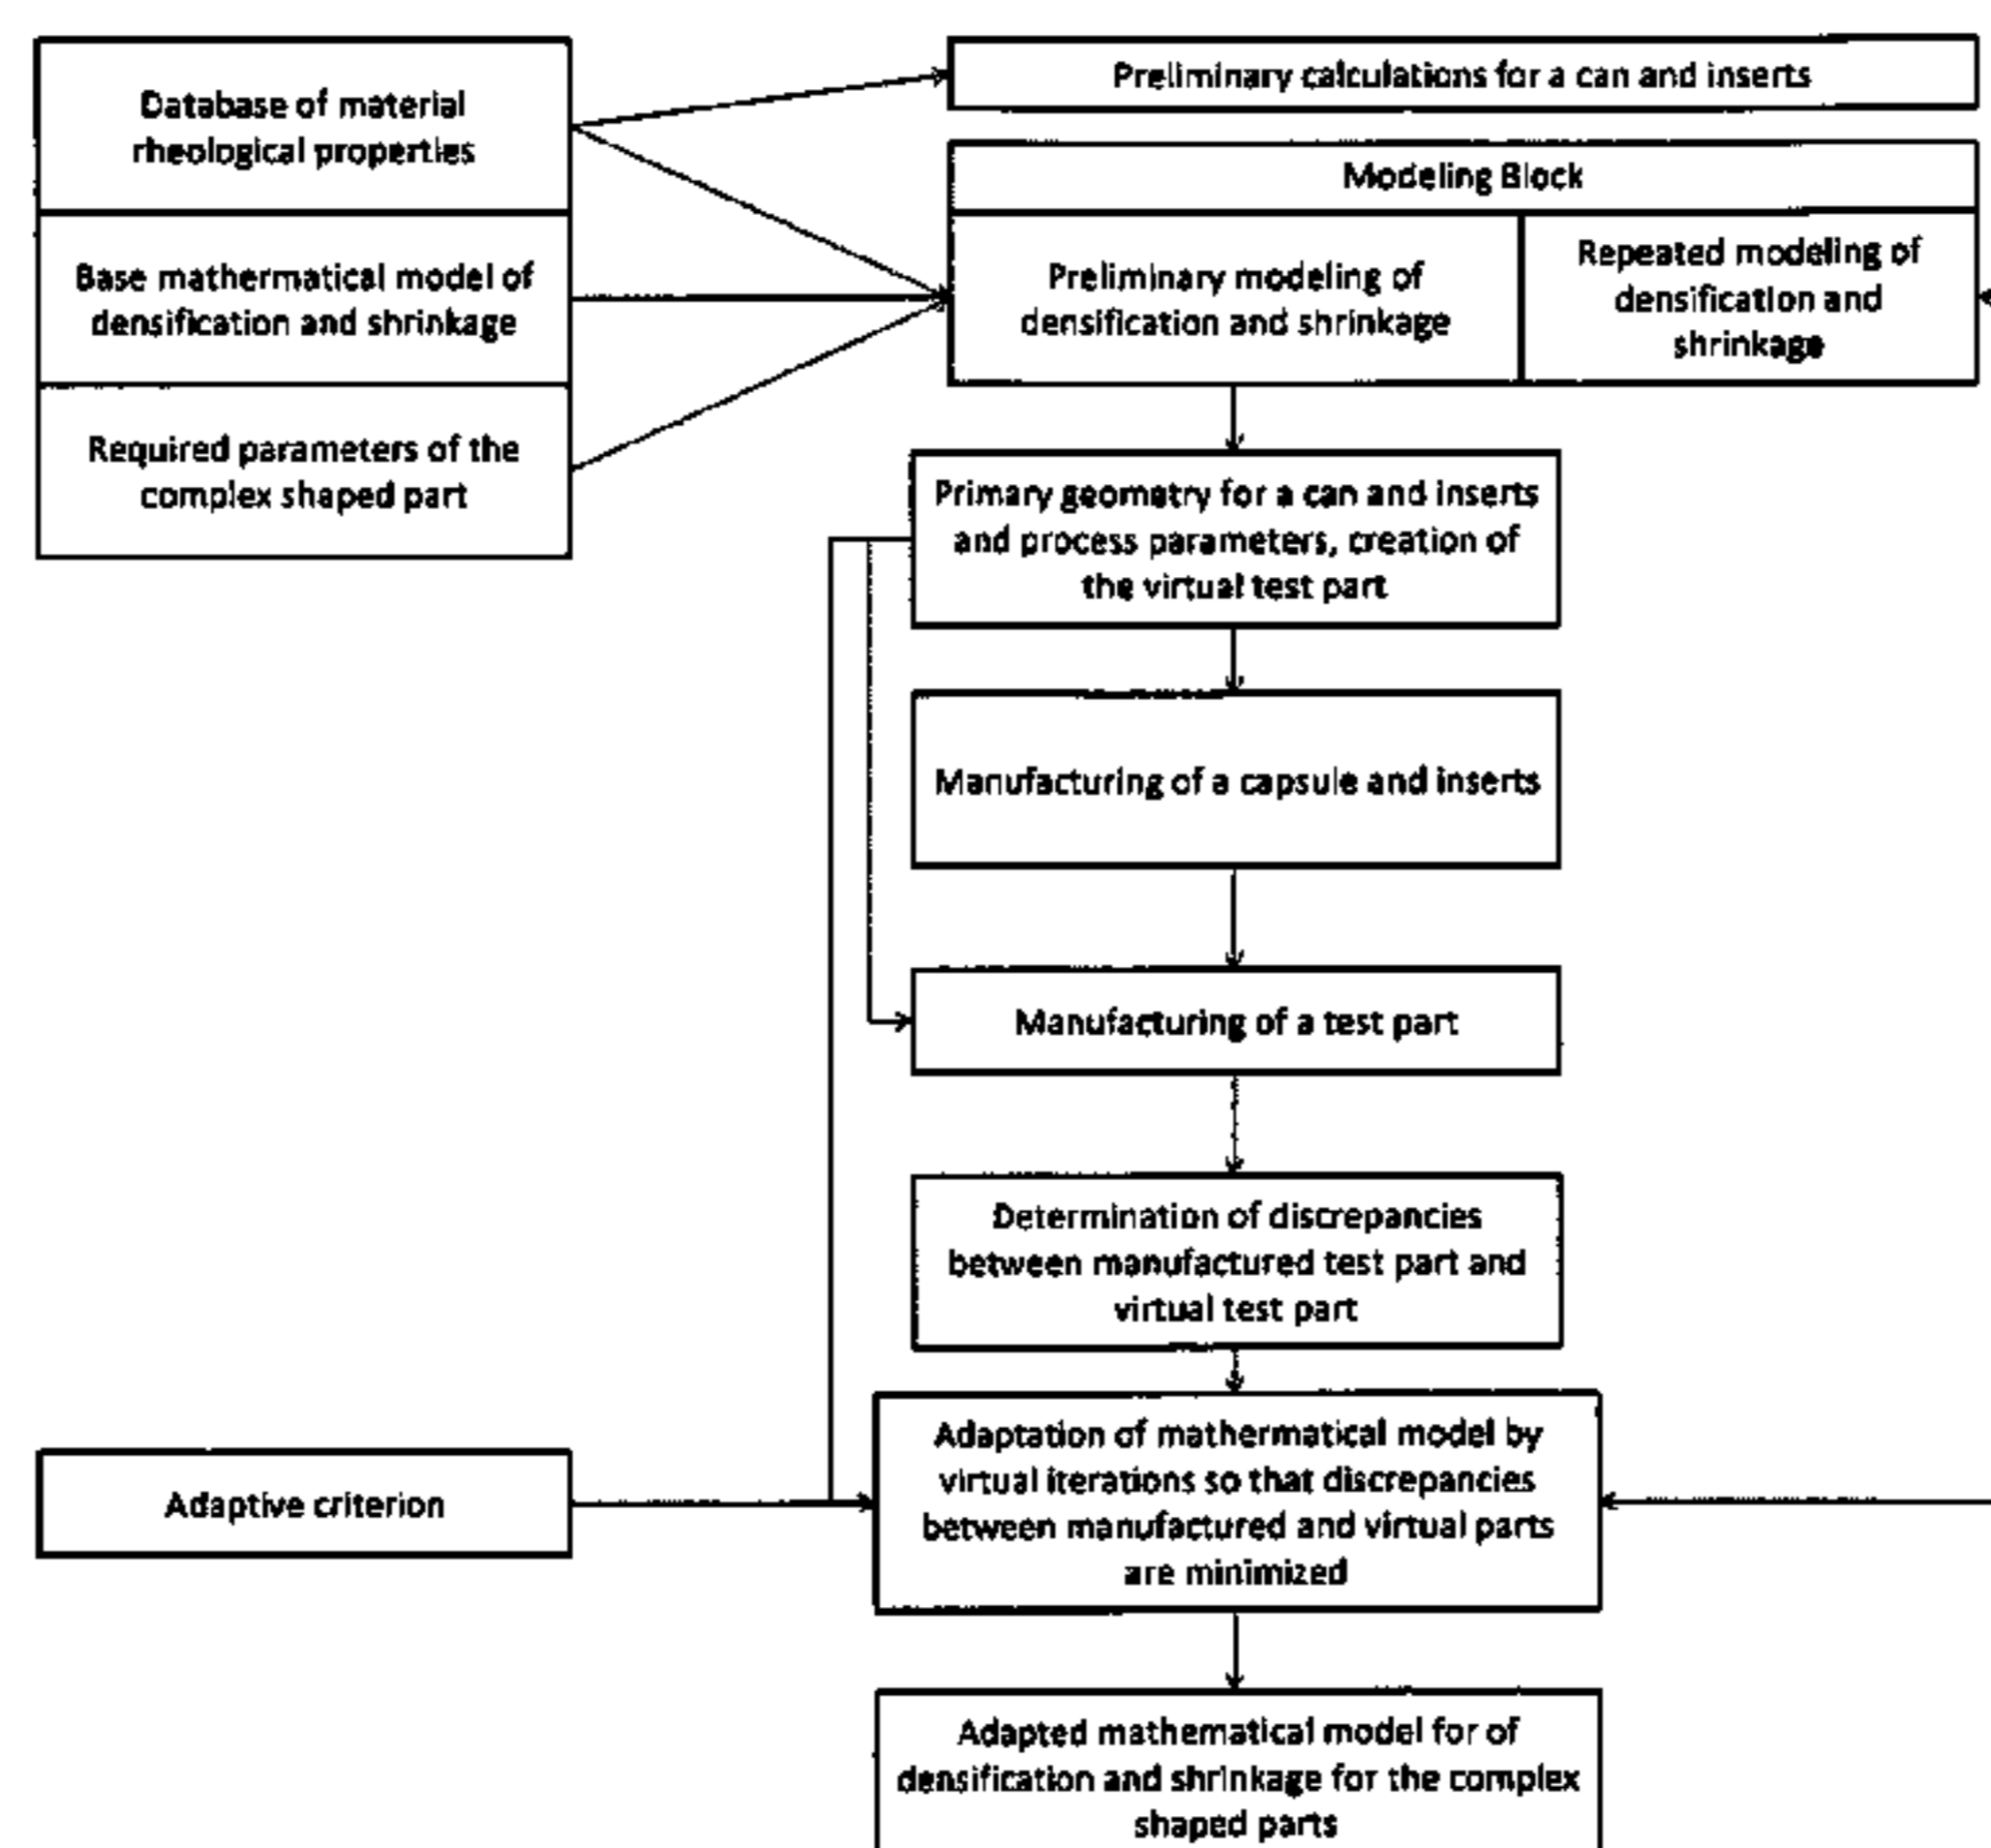 Database of material
rheological properties
Base mathermatical model of
densification and shrinkage
Required parameters of the
complex shaped part
Preliminary calculations for a can and inserts
Modeling Block
Preliminary modeling of
densification and shrinkage
Repeated modeling of
densification and
shrinkage
Primary geometry for a can and inserts
and process parameters, creation of
the virtual test part
Manufacturing of a capsule and inserts
Manufacturing of a test part
Determination of discrepancies
between manufactured test part and
virtual test part
Adaptive criterion
Adaptation of mathermatical model by
virtual iterations so that discrepancies
between manufactured and virtual parts
are minimized
Adapted mathematical model for of
densification and shrinkage for the complex
shaped parts